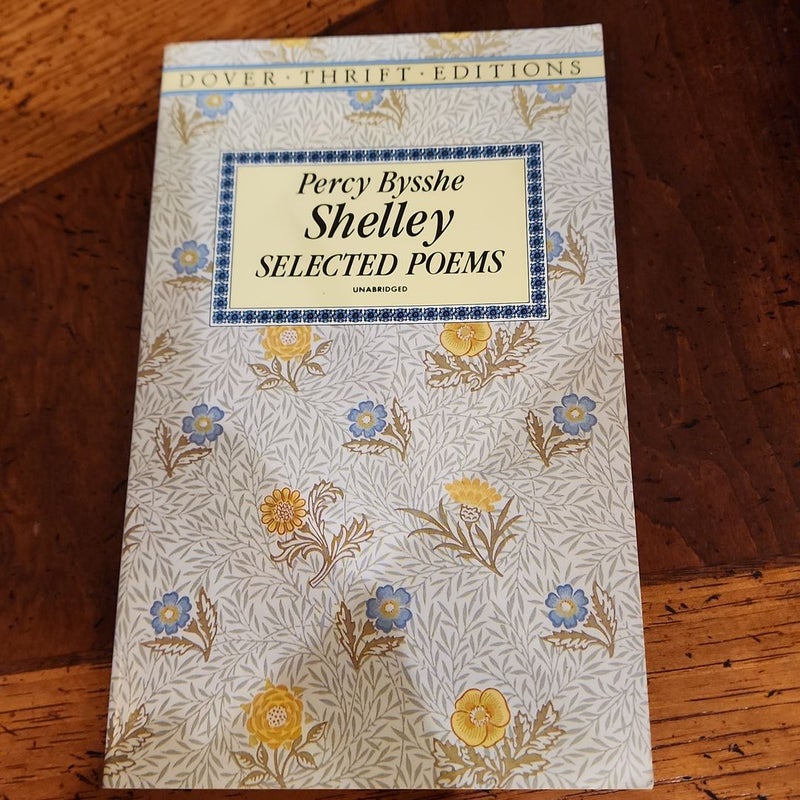 DOVER · THRIFT · EDITIONS
Percy Bysshe
Shelley
SELECTED POEMS
UNABRIDGED